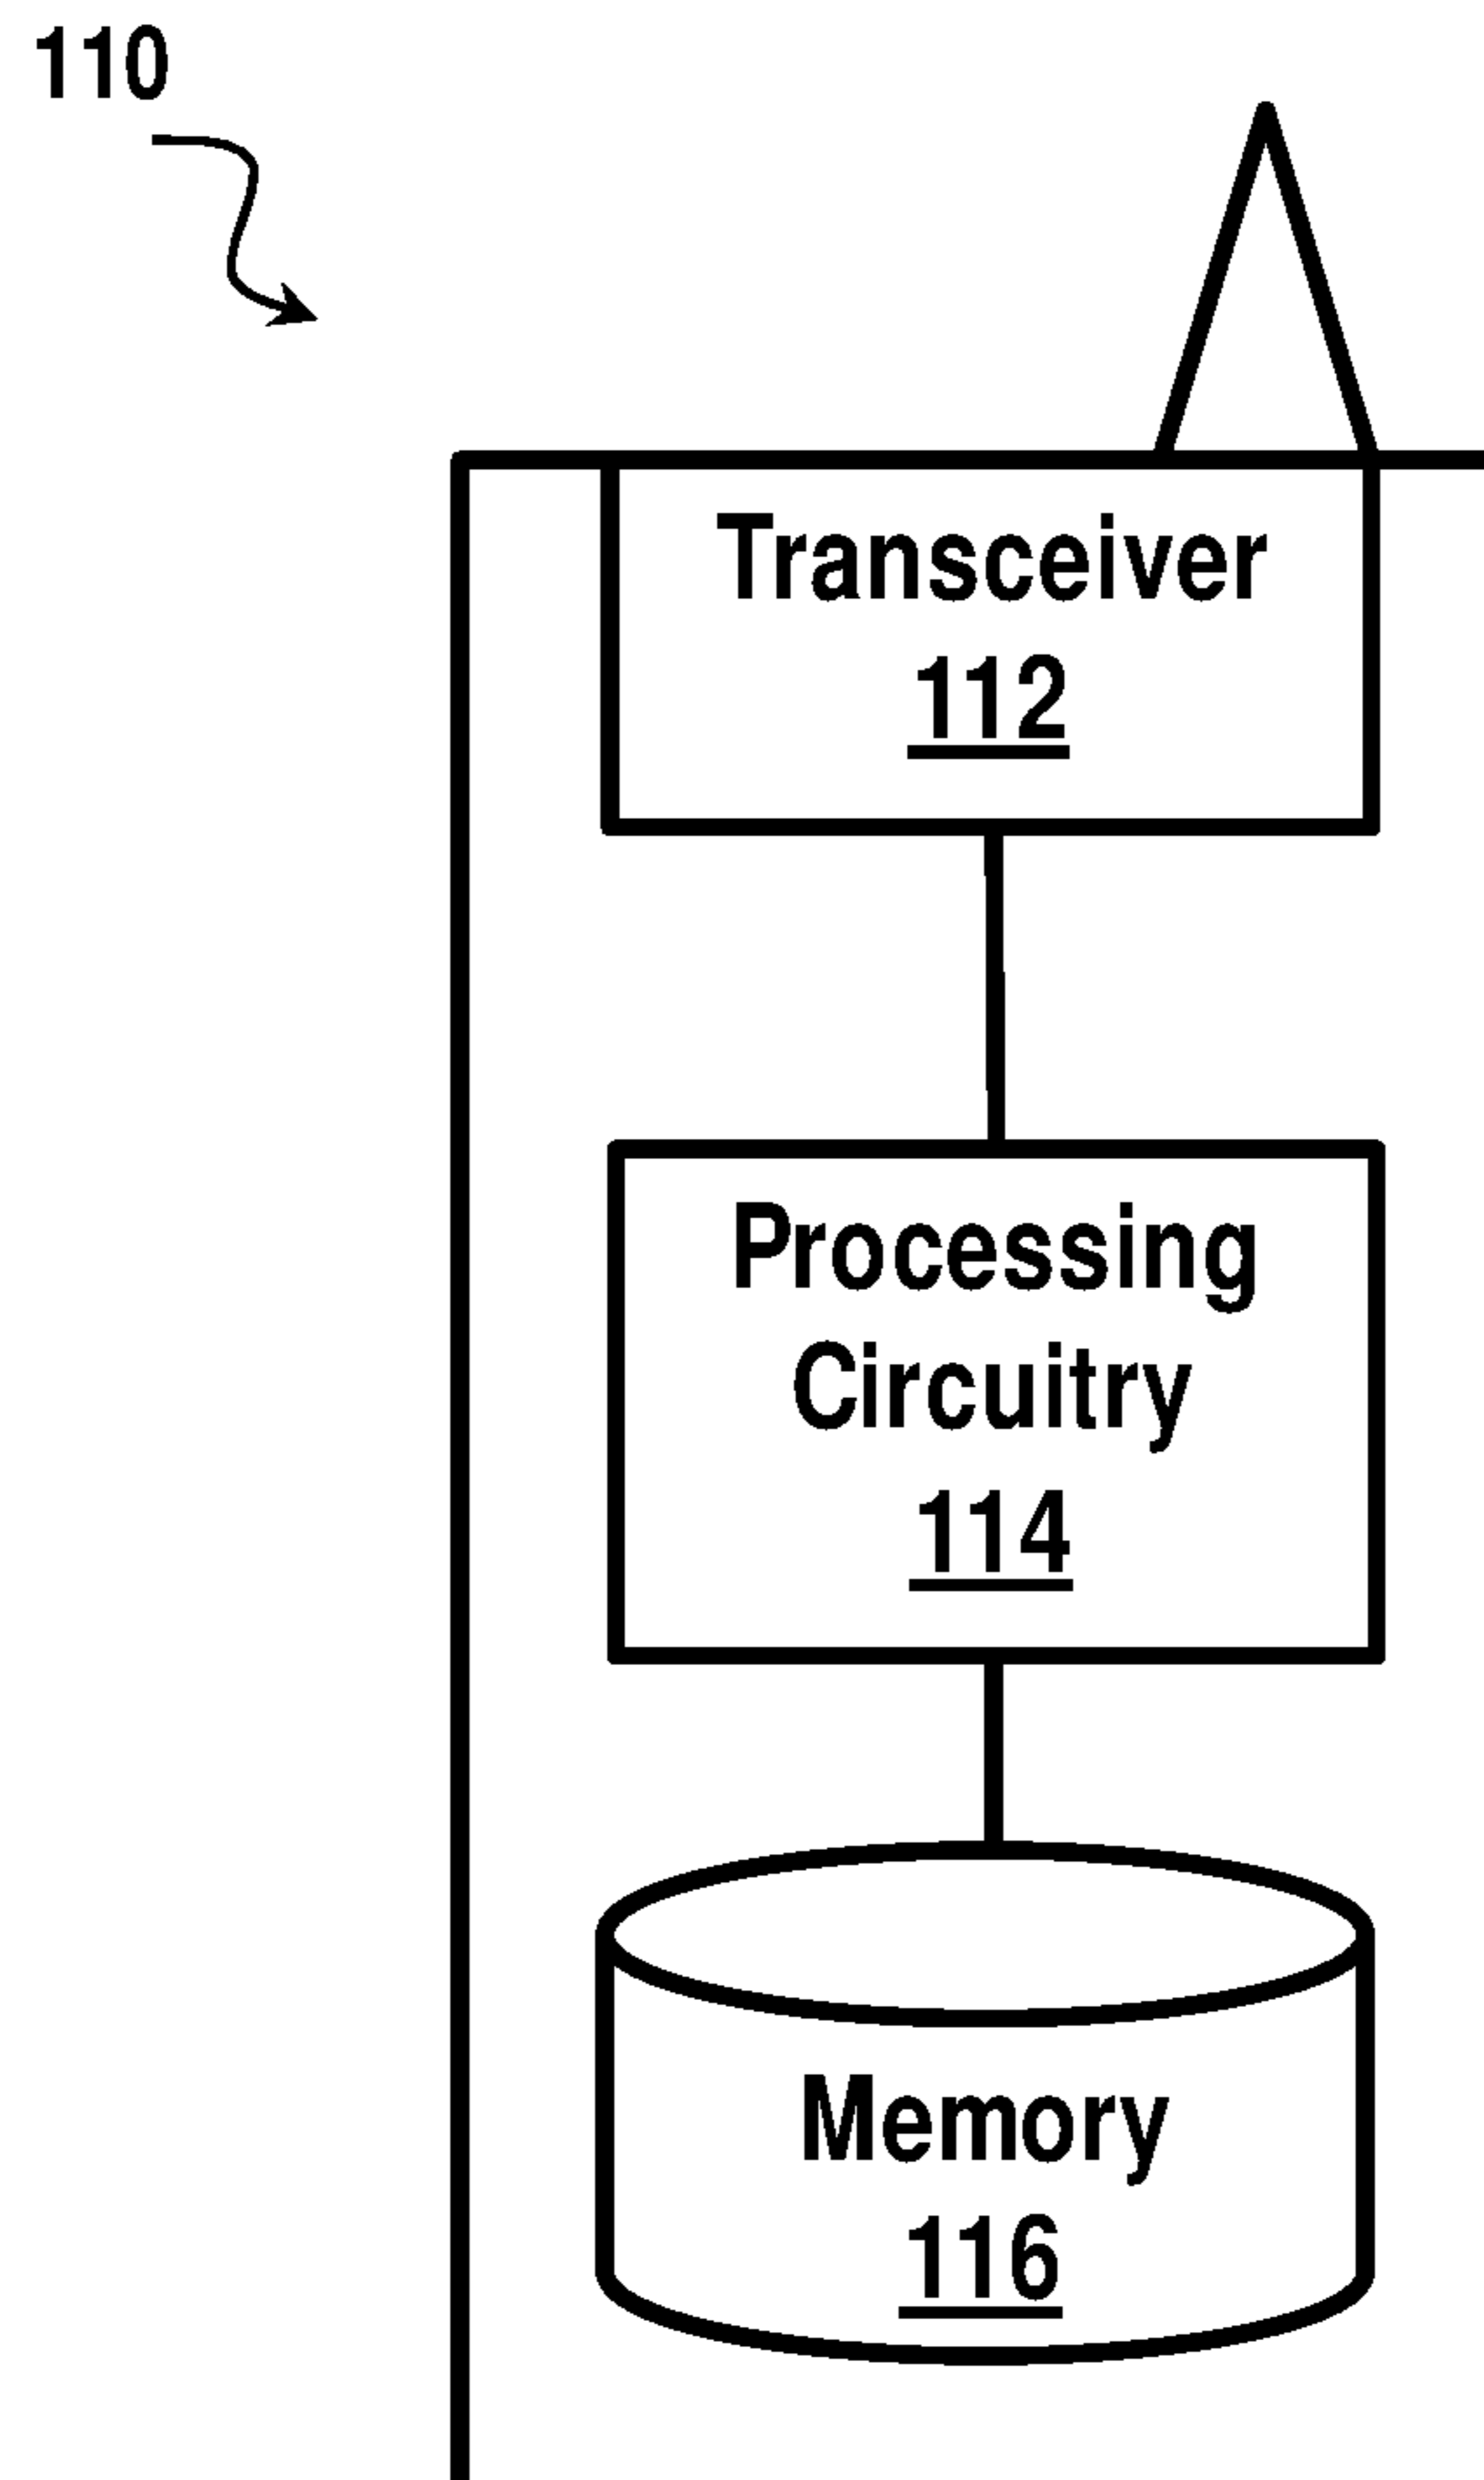 110
Transceiver
112
Processing
Circuitry
114
Memory
116